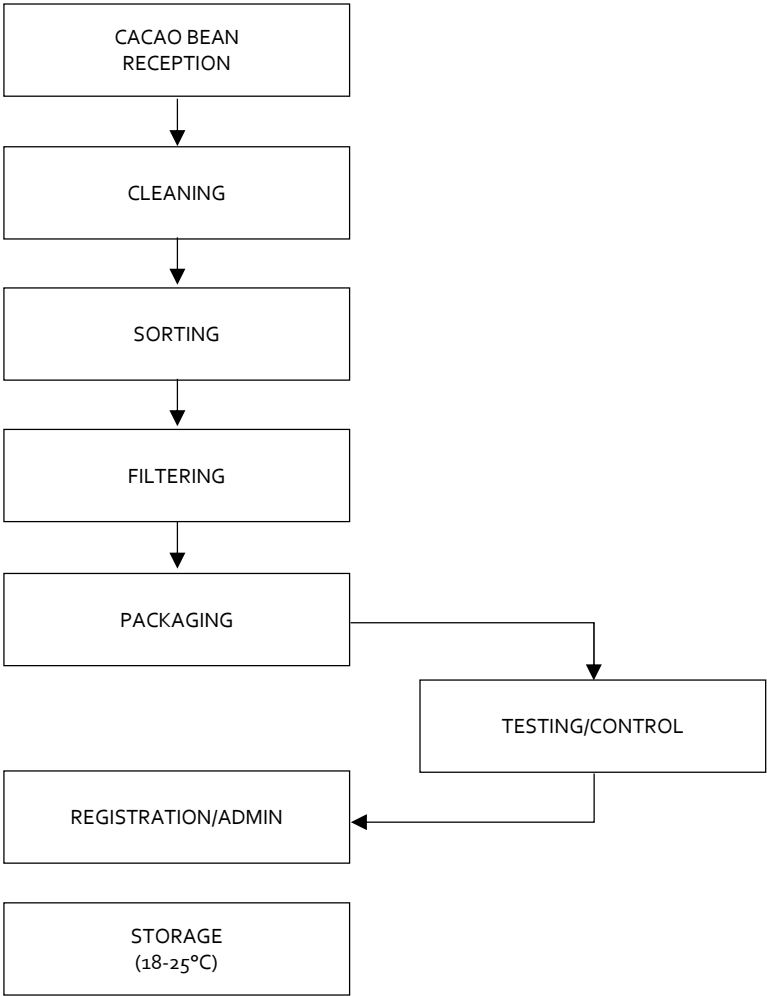 CACAO BEAN
RECEPTION
CLEANING
SORTING
FILTERING
PACKAGING
TESTING/CONTROL
REGISTRATION/ADMIN
STORAGE
(18-25°C)